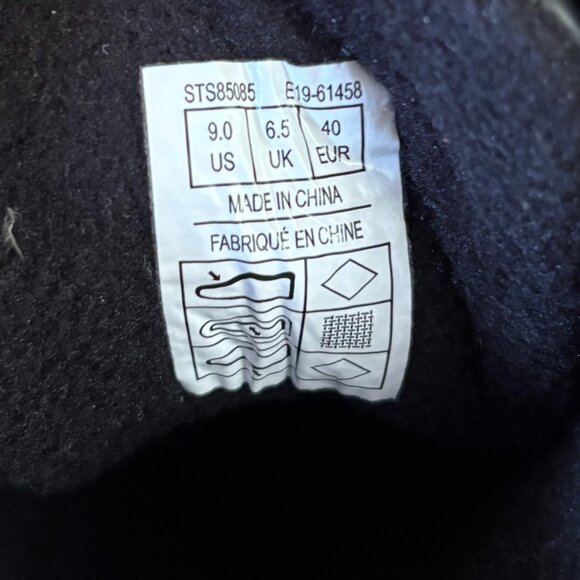 STS85085 E19-61458
9.0 6.5 40
US UK EUR
MADE IN CHINA
FABRIQUÉ EN CHINE